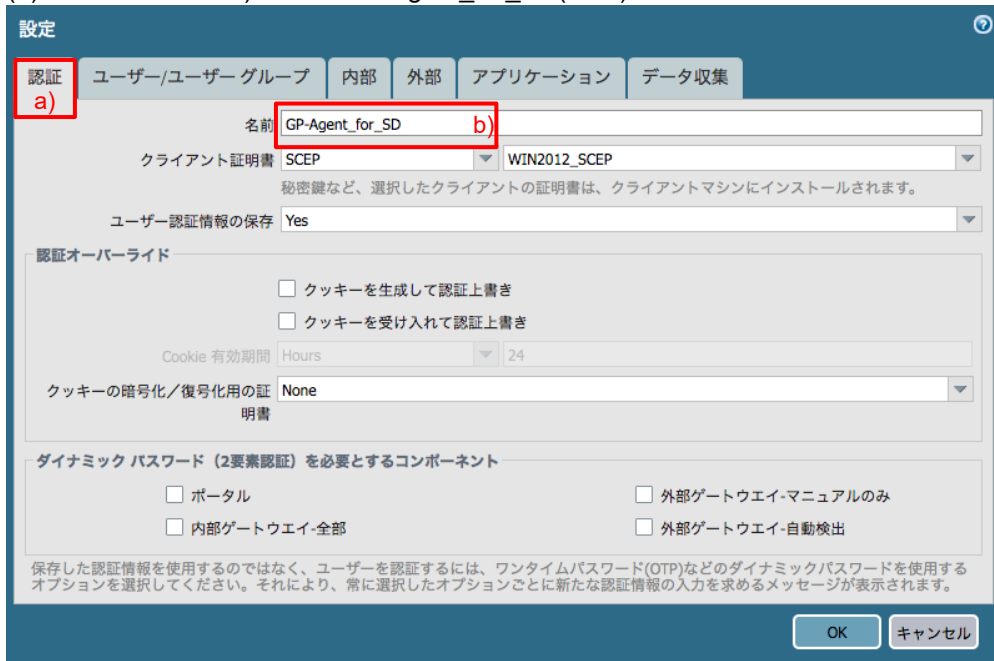 設定
認証 ユーザー/ユーザー グループ 内部 外部 アプリケーション データ収集
a)
名前 GP-Agent_for_SD b)
クライアント証明書 SCEP WIN2012_SCEP
秘密鍵など、選択したクライアントの証明書は、クライアントマシンにインストールされます。
ユーザー認証情報の保存 Yes
認証オーバーライド
クッキーを生成して認証上書き
クッキーを受け入れて認証上書き
Cookie 有効期間 Hours 24
クッキーの暗号化／復号化用の証 None
明書
ダイナミック パスワード（2要素認証）を必要とするコンポーネント
ポータル 外部ゲートウエイ-マニュアルのみ
内部ゲートウエイ-全部 外部ゲートウエイ-自動検出
保存した認証情報を使用するのではなく、ユーザーを認証するには、ワンタイムパスワード(OTP)などのダイナミックパスワードを使用する
オプションを選択してください。それにより、常に選択したオプションごとに新たな認証情報の入力を求めるメッセージが表示されます。
OK キャンセル